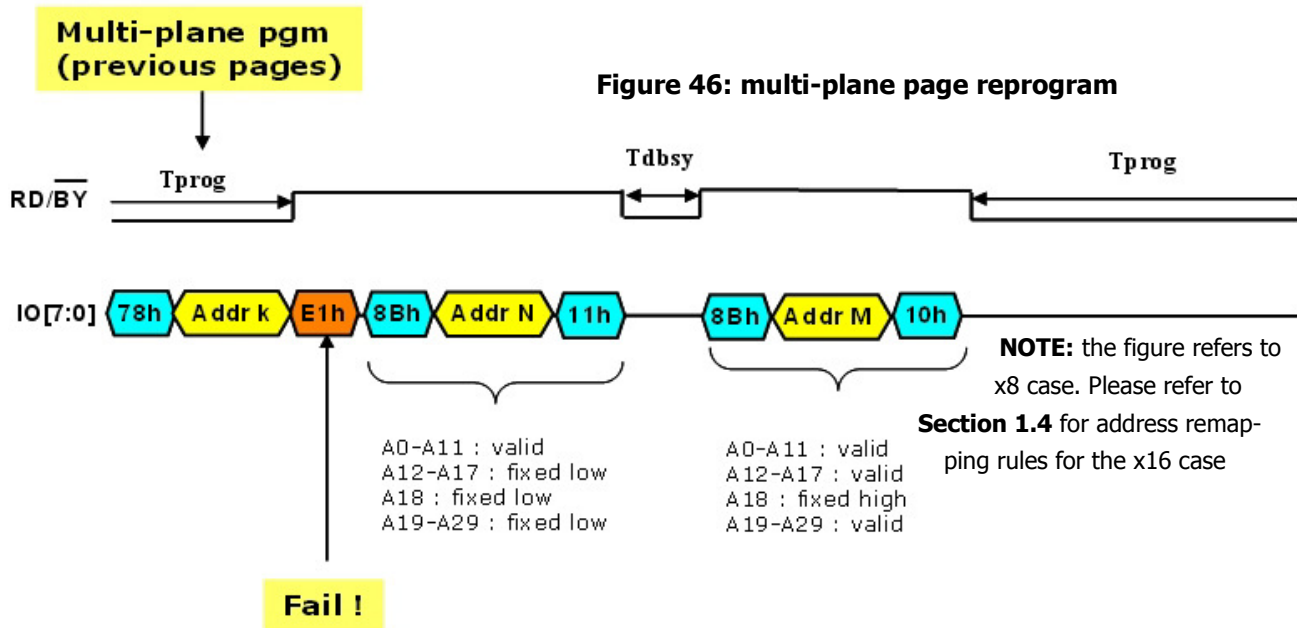 Multi-plane pgm
(previous pages)
Figure 46: multi-plane page reprogram
Tprog
Tdbsy
Tprog
RD/BY
IO[7:0] 78h Addr k E1h 8Bh Addr N 11h 8Bh Addr M 10h
NOTE: the figure refers to
x8 case. Please refer to
Section 1.4 for address remap-
ping rules for the x16 case
A0-A11 : valid
A12-A17 : fixed low
A18 : fixed low
A19-A29 : fixed low
A0-A11 : valid
A12-A17 : valid
A18 : fixed high
A19-A29 : valid
Fail !